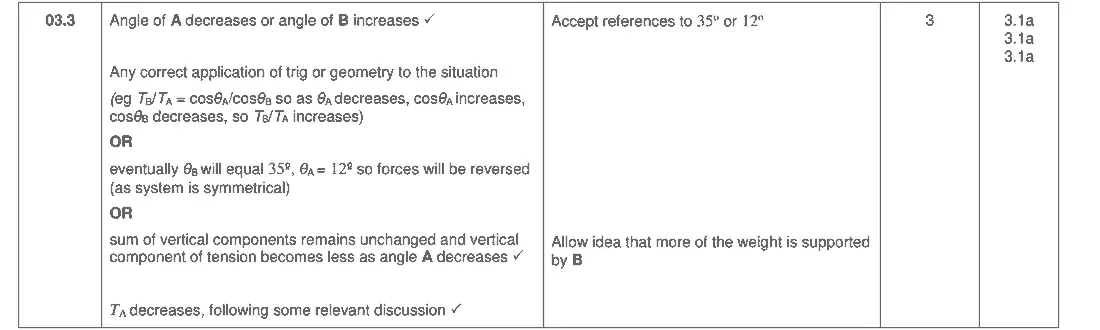 03.3
Angle of A decreases or angle of B increases ✓
Accept references to 35º or 12º
3
3.1a
3.1a
3.1a
Any correct application of trig or geometry to the situation
(eg TB/TA = cosθA/cosθB so as θA decreases, cosθA increases,
cosθB decreases, so TB/TA increases)
OR
eventually θB will equal 35º, θA = 12º so forces will be reversed
(as system is symmetrical)
OR
sum of vertical components remains unchanged and vertical
component of tension becomes less as angle A decreases ✓
Allow idea that more of the weight is supported
by B
TA decreases, following some relevant discussion ✓